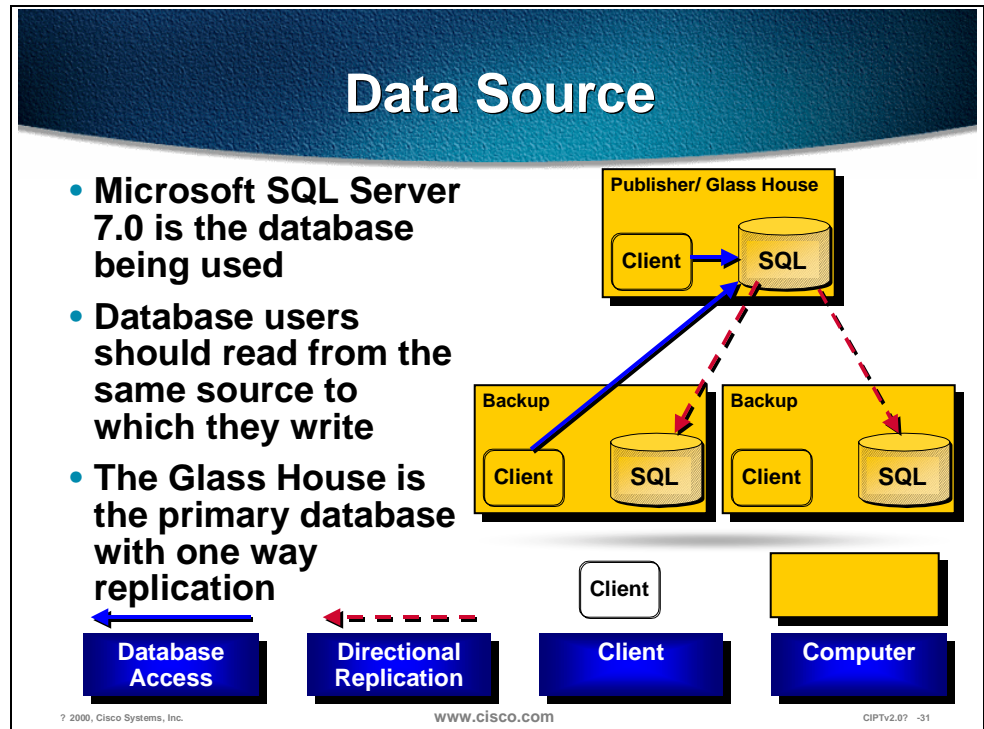 Data Source
• Microsoft SQL Server
7.0 is the database
being used
• Database users
should read from the
same source to
which they write
• The Glass House is
the primary database
with one way
replication
Publisher/ Glass House
Client
SQL
Backup
Client
SQL
Backup
Client
SQL
Client
Database
Access
Directional
Replication
Client
Computer
? 2000, Cisco Systems, Inc.
www.cisco.com
CIPTv2.0? -31